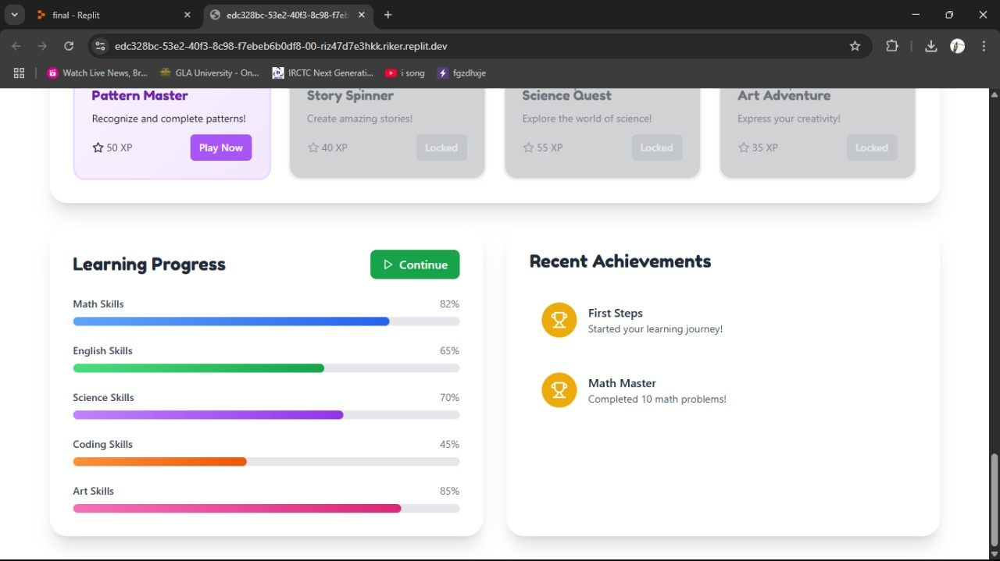 final - Replit
edc328bc-53e2-40f3-8c98-f7eb
edc328bc-53e2-40f3-8c98-f7ebeb6b0df8-00-riz47d7e3hkk.riker.replit.dev
Watch Live News, Br...
GLA University - On...
IRCTC Next Generati...
i song
fgzdhxje
Pattern Master
Recognize and complete patterns!
50 XP
Play Now
Story Spinner
Create amazing stories!
40 XP
Locked
Science Quest
Explore the world of science!
55 XP
Locked
Art Adventure
Express your creativity!
35 XP
Locked
Learning Progress
Continue
Math Skills
82%
English Skills
65%
Science Skills
70%
Coding Skills
45%
Art Skills
85%
Recent Achievements
First Steps
Started your learning journey!
Math Master
Completed 10 math problems!